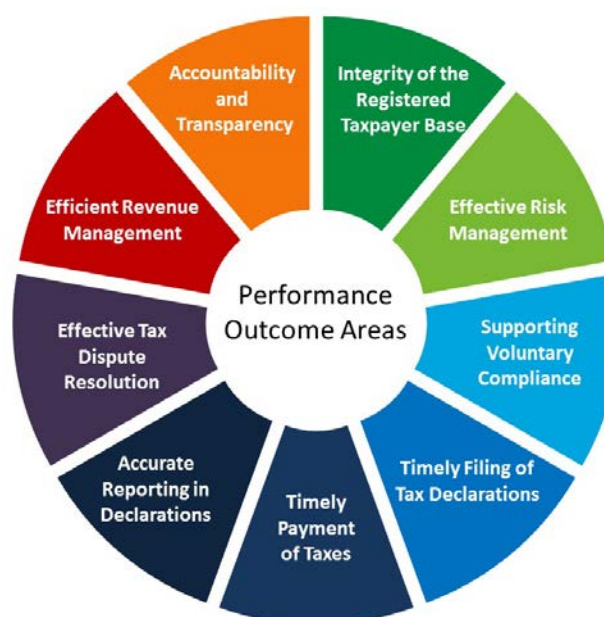 Performance
Outcome Areas
Integrity of the
Registered
Taxpayer Base
Effective Risk
Management
Supporting
Voluntary
Compliance
Timely Filing of
Tax Declarations
Timely
Payment
of Taxes
Accurate
Reporting in
Declarations
Effective Tax
Dispute
Resolution
Efficient Revenue
Management
Accountability
and
Transparency